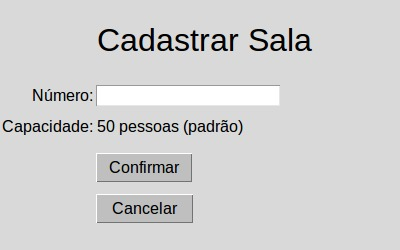 Cadastrar Sala
Número:
Capacidade: 50 pessoas (padrão)
Confirmar
Cancelar